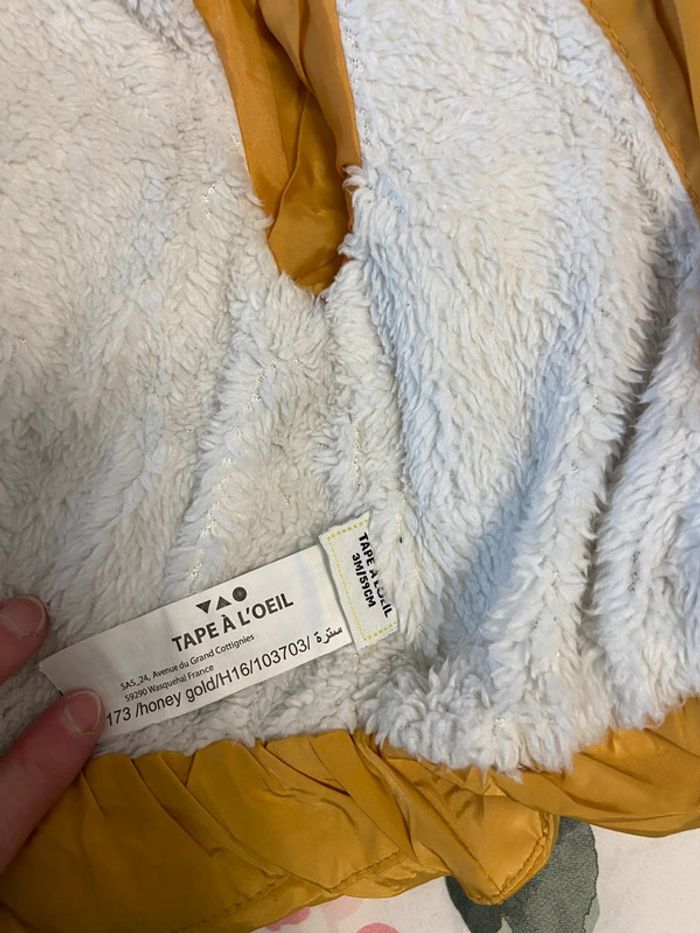 TAPE À L'OEIL
SAS_24, Avenue du Grand Cottignies
59290 Wasquehal France
173 /honey gold/H16/103703/ سترة
TAPE À L'OEIL
3M/59CM